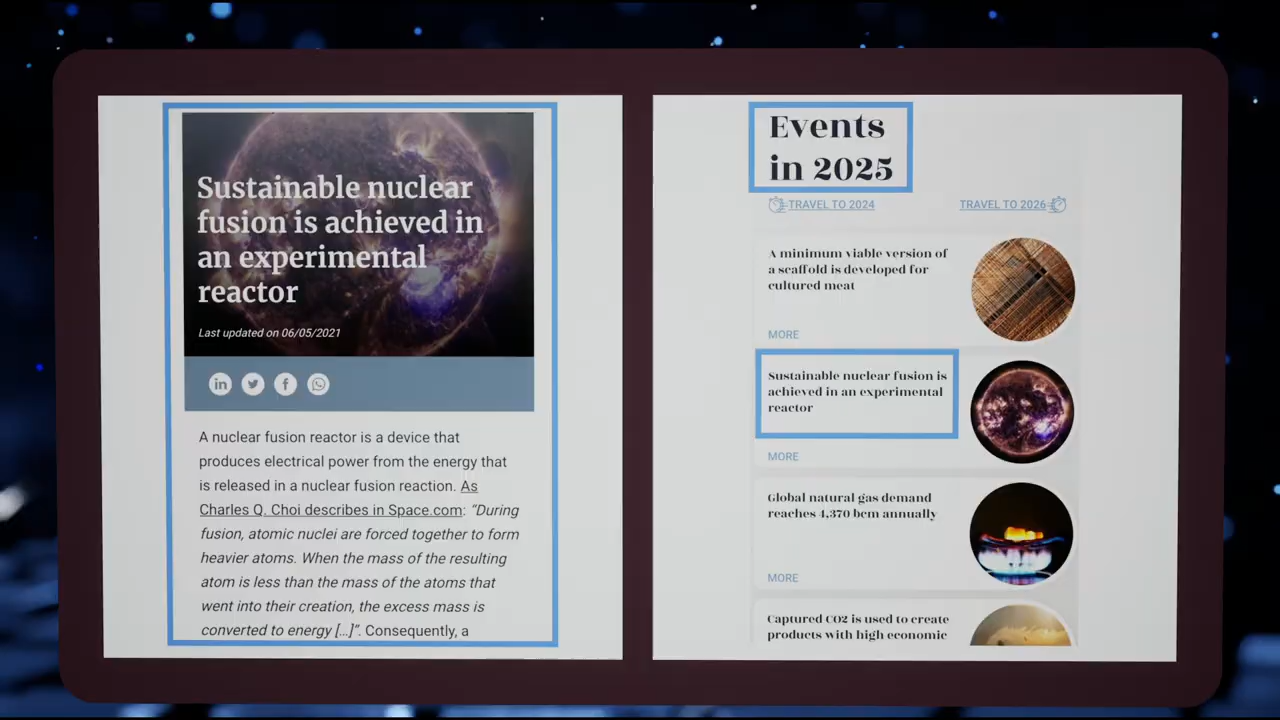 Sustainable nuclear
fusion is achieved in
an experimental
reactor
Last updated on 06/05/2021
A nuclear fusion reactor is a device that
produces electrical power from the energy that
is released in a nuclear fusion reaction. As
Charles Q. Choi describes in Space.com: “During
fusion, atomic nuclei are forced together to form
heavier atoms. When the mass of the resulting
atom is less than the mass of the atoms that
went into their creation, the excess mass is
converted to energy […]”. Consequently, a
Events
in 2025
TRAVEL TO 2024
TRAVEL TO 2026
A minimum viable version of
a scaffold is developed for
cultured meat
MORE
Sustainable nuclear fusion is
achieved in an experimental
reactor
MORE
Global natural gas demand
reaches 4,370 bcm annually
MORE
Captured CO2 is used to create
products with high economic